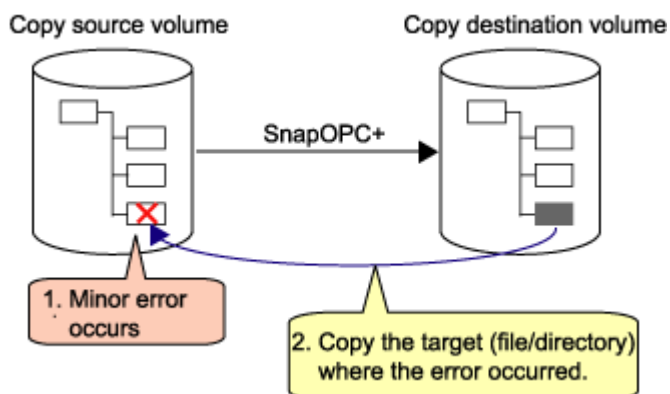 Copy source volume
Copy destination volume
SnapOPC+
1. Minor error
occurs
2. Copy the target (file/directory)
where the error occurred.